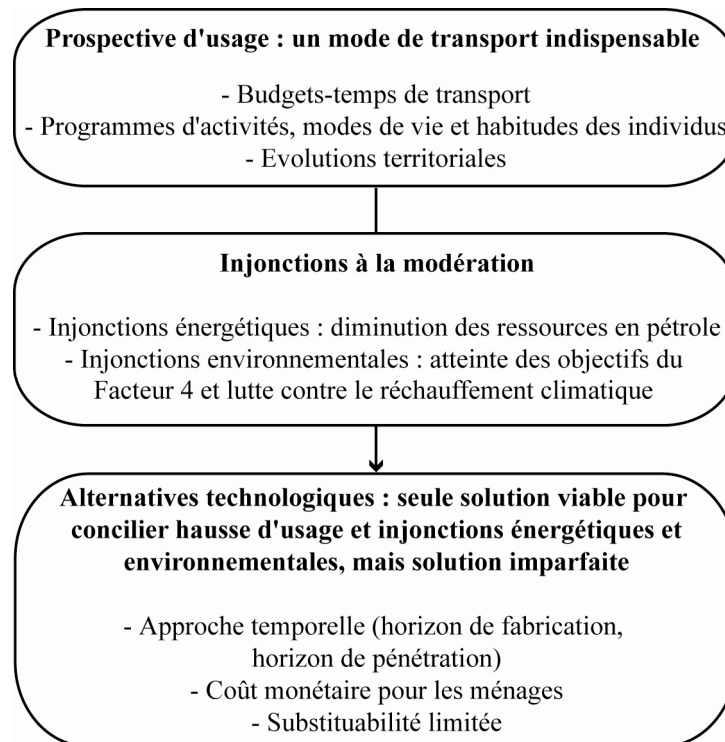 Prospective d'usage : un mode de transport indispensable
- Budgets-temps de transport
- Programmes d'activités, modes de vie et habitudes des individus
- Evolutions territoriales
Injonctions à la modération
- Injonctions énergétiques : diminution des ressources en pétrole
- Injonctions environnementales : atteinte des objectifs du
Facteur 4 et lutte contre le réchauffement climatique
Alternatives technologiques : seule solution viable pour
concilier hausse d'usage et injonctions énergétiques et
environnementales, mais solution imparfaite
- Approche temporelle (horizon de fabrication,
horizon de pénétration)
- Coût monétaire pour les ménages
- Substituabilité limitée